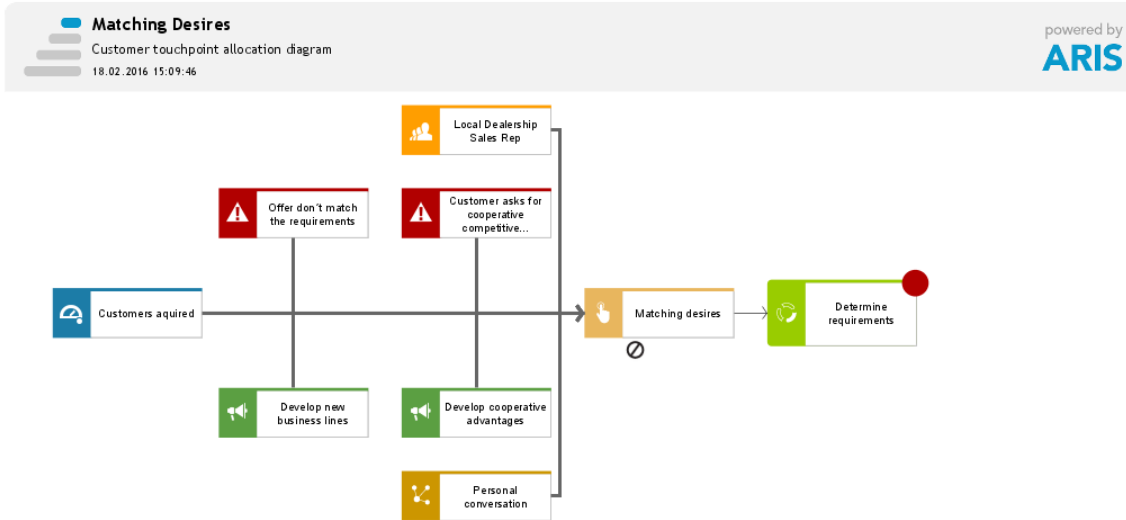 Matching Desires
Customer touchpoint allocation diagram
18.02.2016 15:09:46
powered by
ARIS
Local Dealership
Sales Rep
Offer don´t match
the requirements
Customer asks for
cooperative
competitive...
Customers aquired
Matching desires
Determine
requirements
Develop new
business lines
Develop cooperative
advantages
Personal
conversation